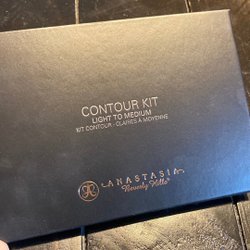 CONTOUR KIT
LIGHT TO MEDIUM
KIT CONTOUR - CLAIRES À MOYENNE
ANASTASIA
Beverly Hills®